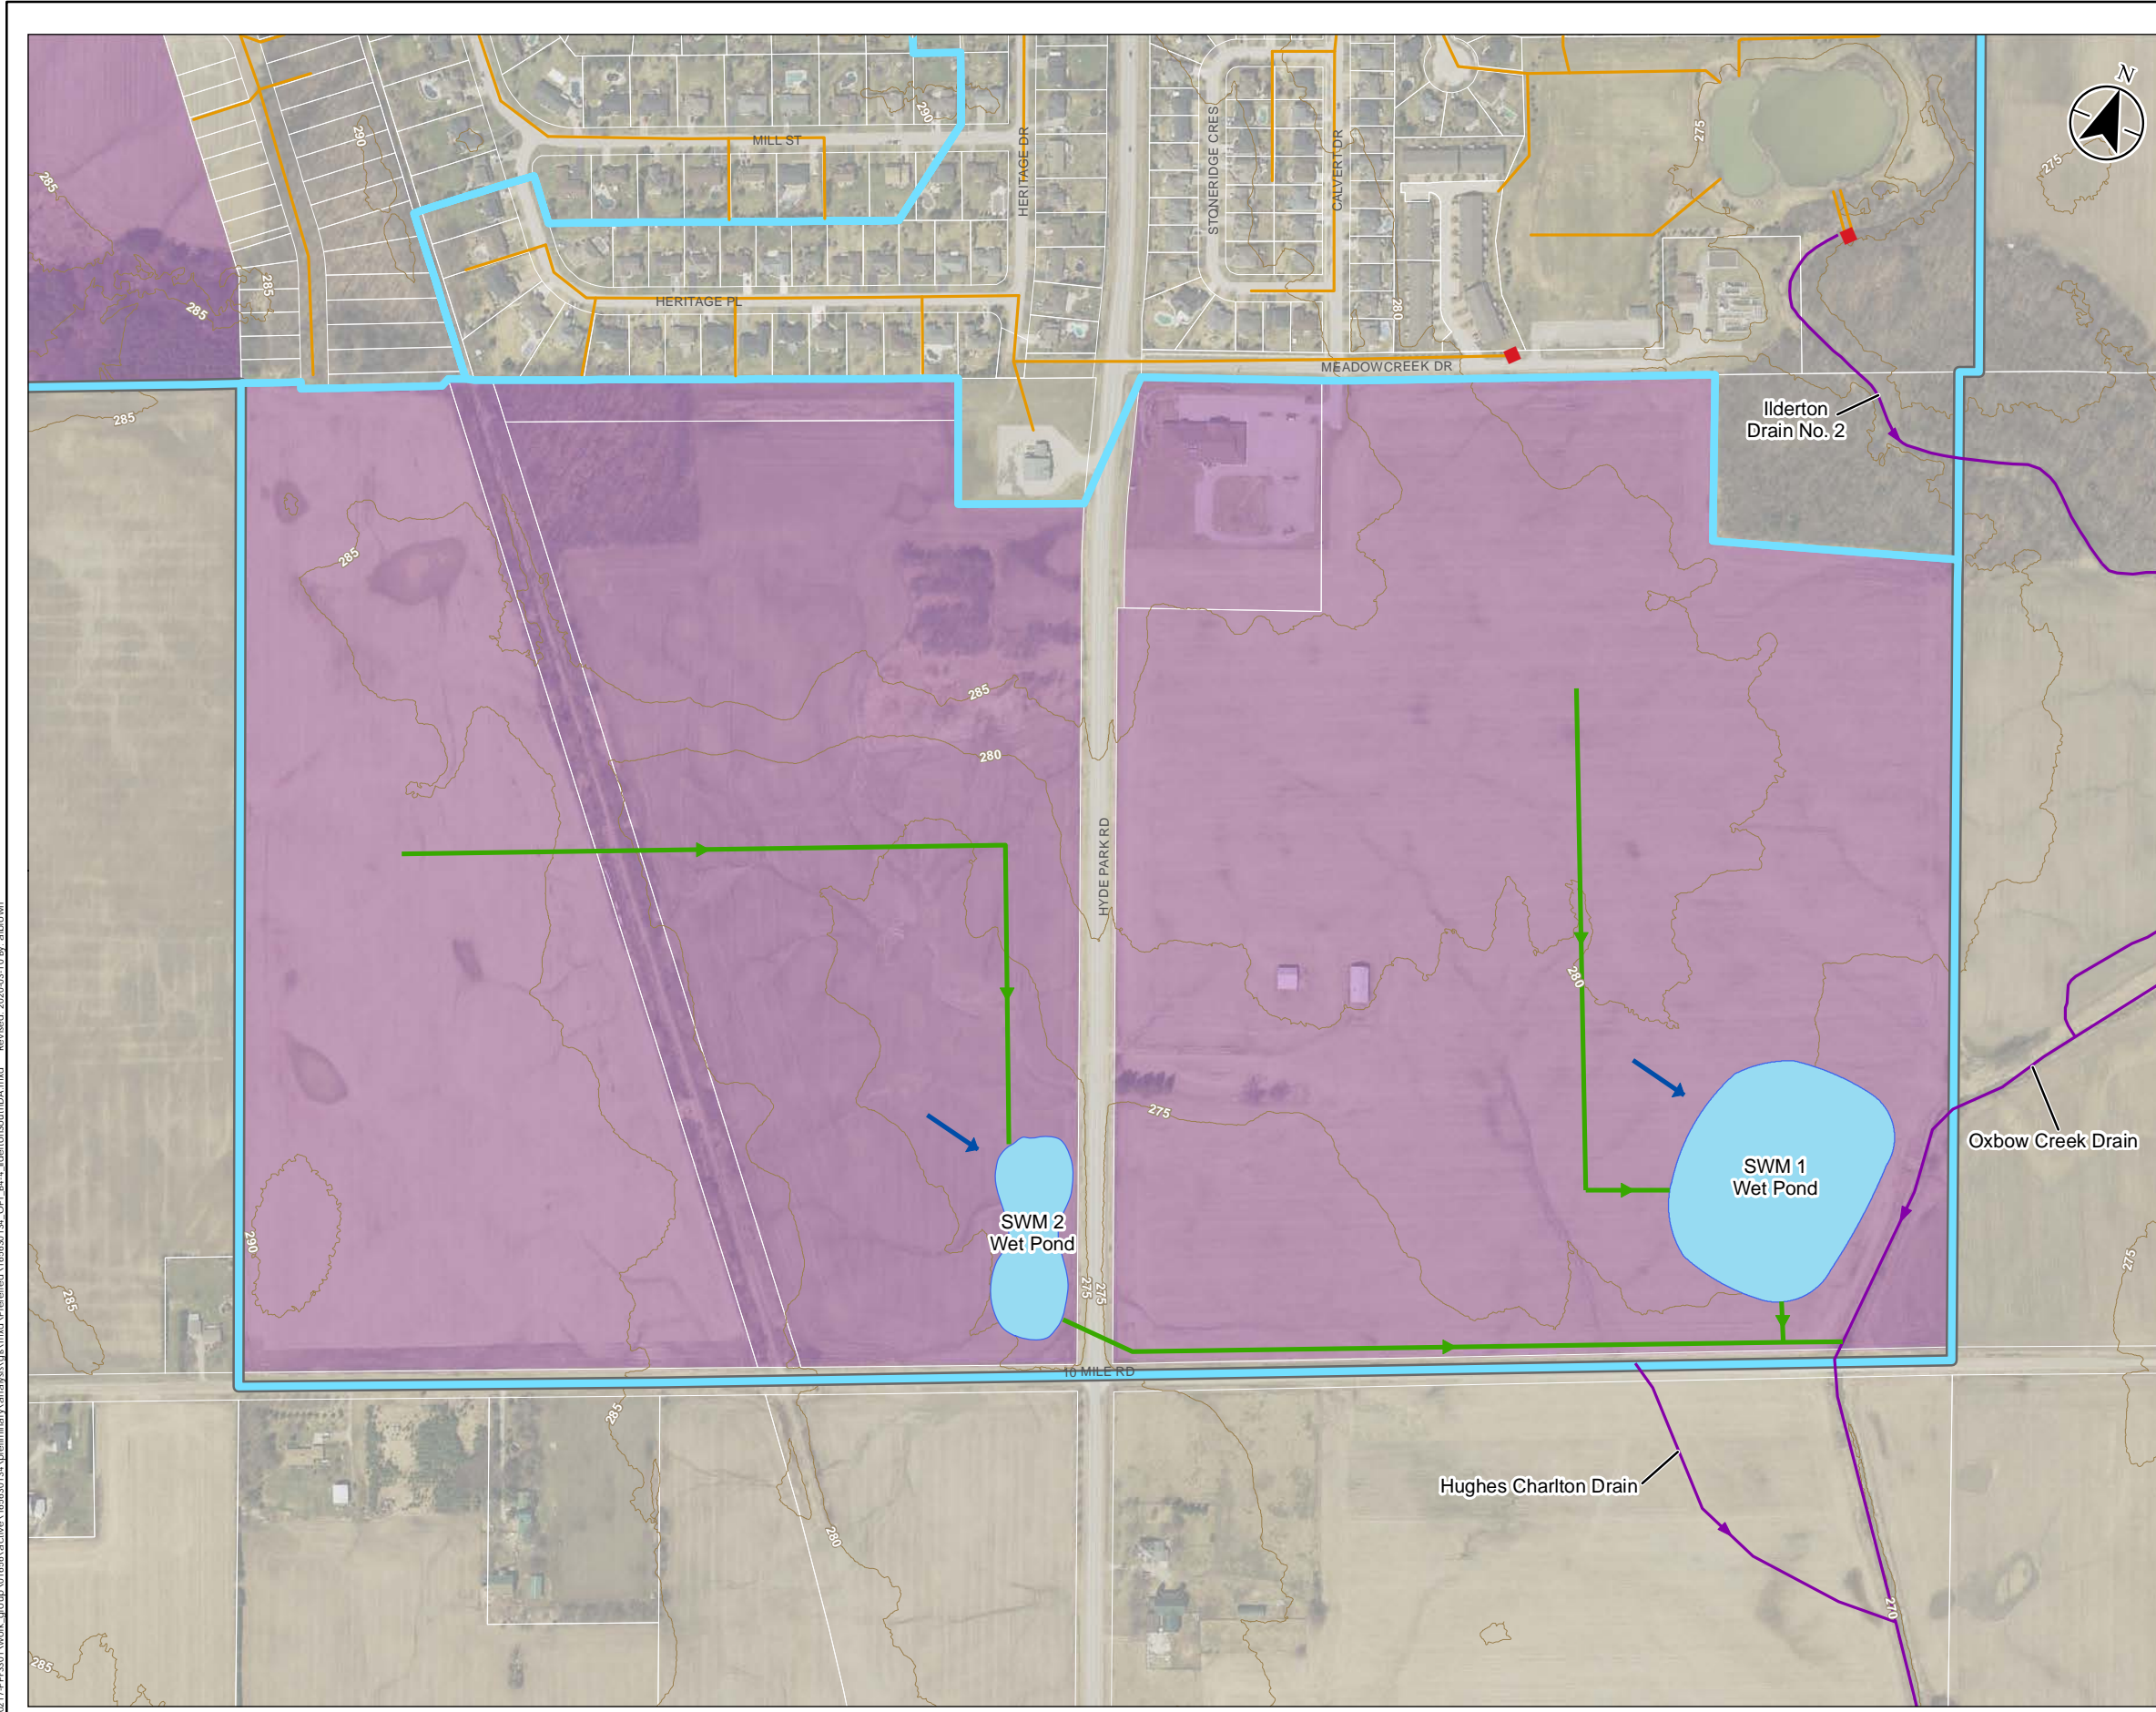 N
290
290
MILL ST
HERITAGE DR
STONERIDGE CRES
CALVERT DR
275
275
285
285
285
HERITAGE PL
280
MEADOWCREEK DR
Ilderton
Drain No. 2
285
285
285
280
HYDE PARK RD
280
275
Oxbow Creek Drain
SWM 1
Wet Pond
SWM 2
Wet Pond
290
275
275
275
285
10 MILE RD
285
Hughes Charlton Drain
280
270
285